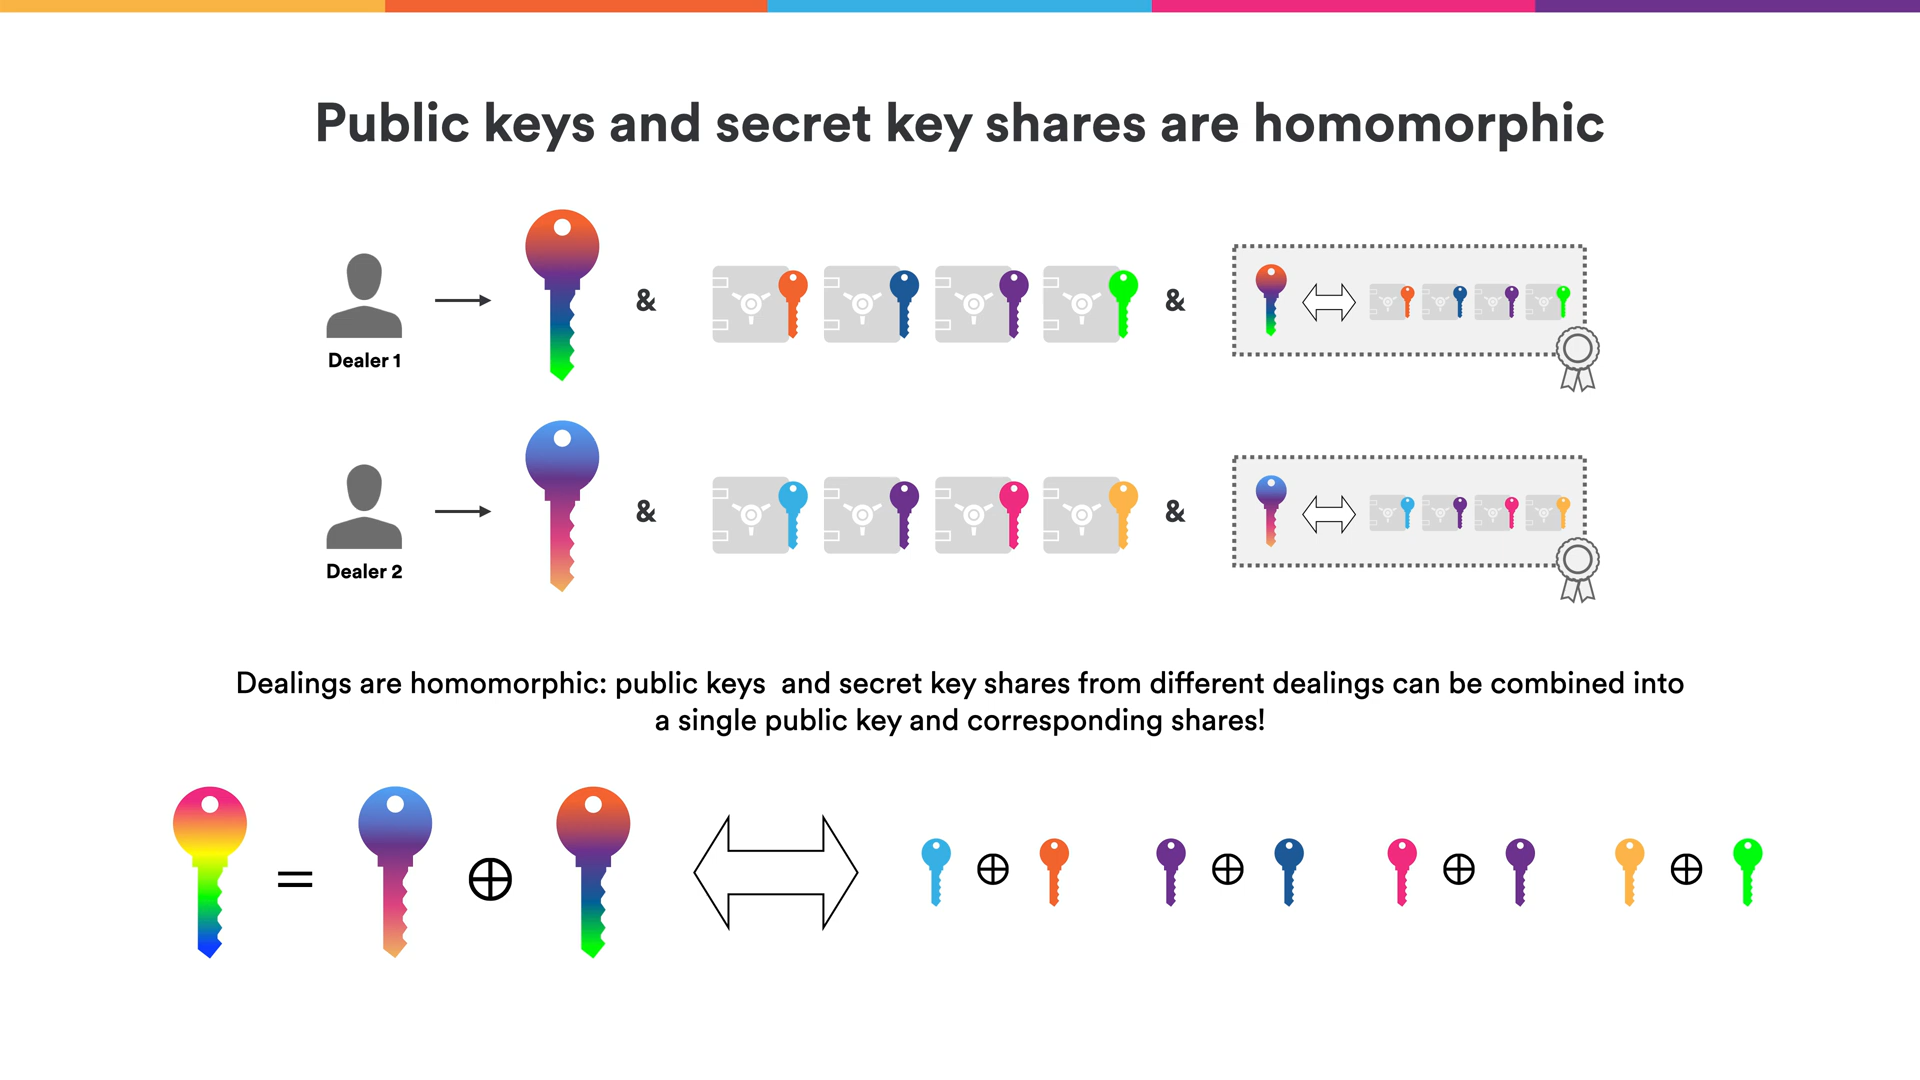 Public keys and secret key shares are homomorphic
& &
Dealer 1
& &
Dealer 2
Dealings are homomorphic: public keys and secret key shares from different dealings can be combined into
a single public key and corresponding shares!
= ⊕ ⊕ ⊕ ⊕ ⊕